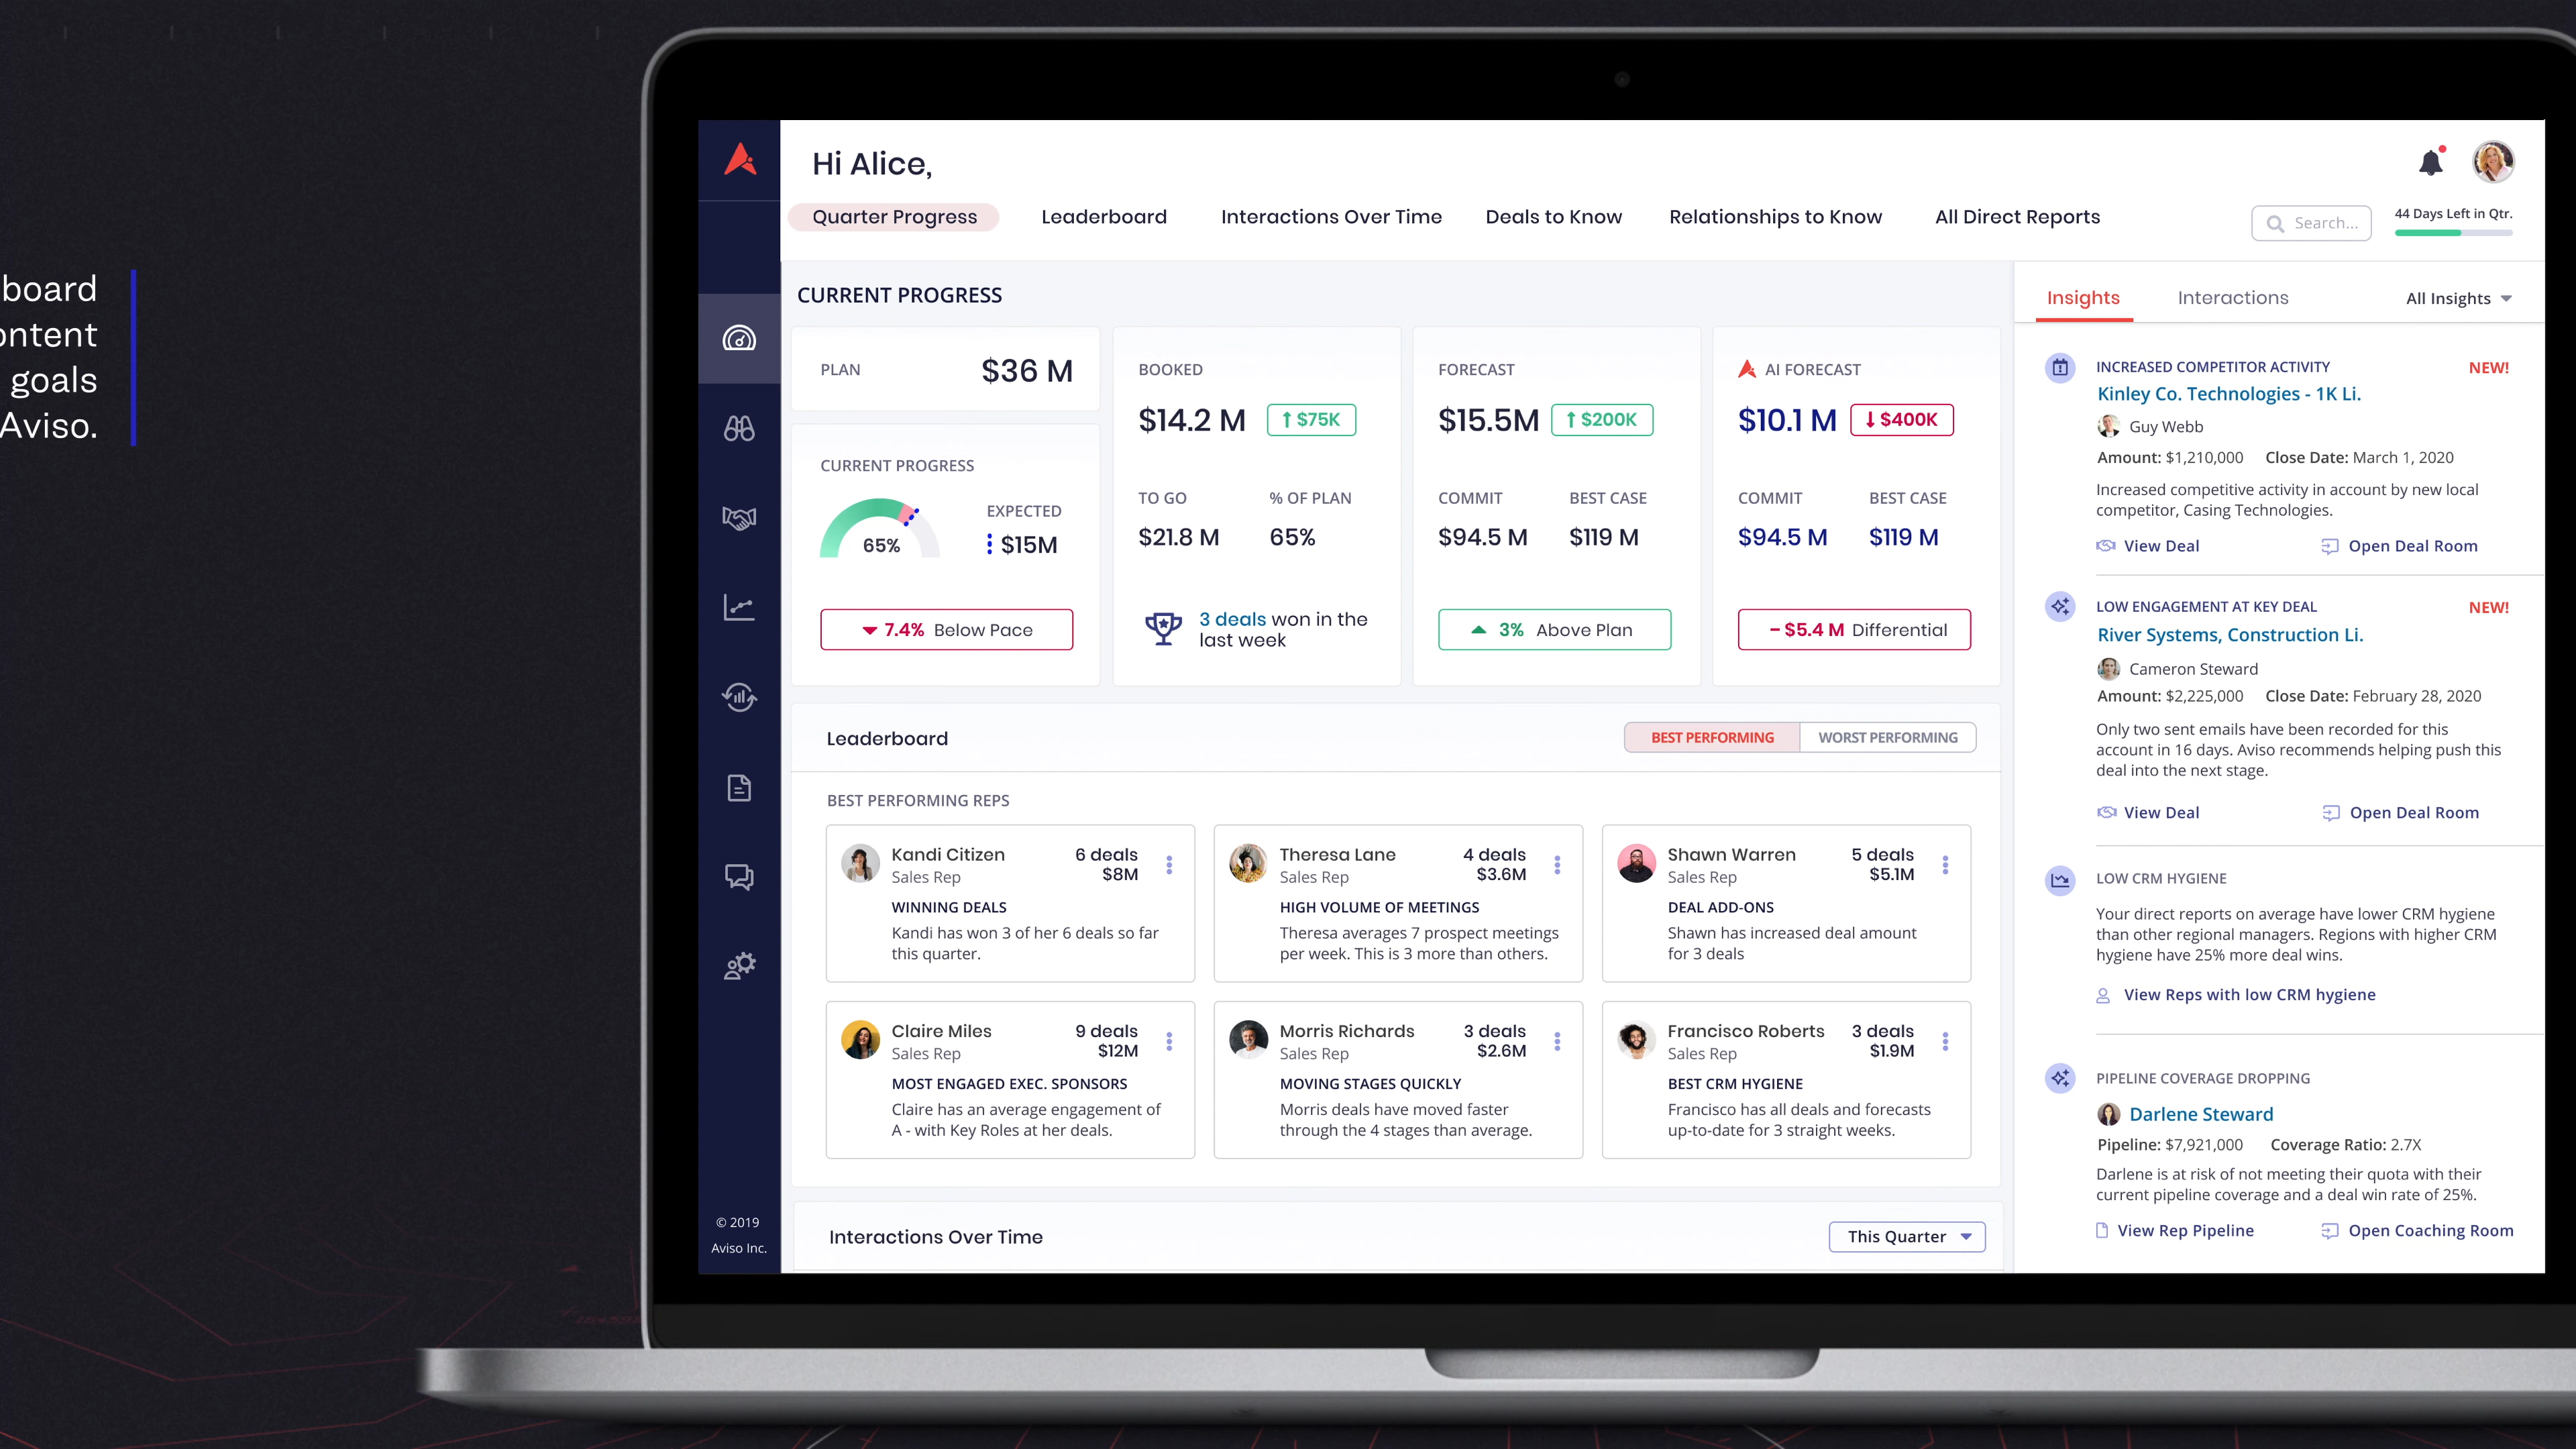 board
ontent
goals
Aviso.
Hi Alice,
Quarter Progress Leaderboard Interactions Over Time Deals to Know Relationships to Know All Direct Reports
Search...
44 Days Left in Qtr.
CURRENT PROGRESS
PLAN $36 M
CURRENT PROGRESS
65%
EXPECTED
$15M
7.4% Below Pace
BOOKED
$14.2 M $75K
TO GO % OF PLAN
$21.8 M 65%
3 deals won in the
last week
FORECAST
$15.5M $200K
COMMIT BEST CASE
$94.5 M $119 M
3% Above Plan
AI FORECAST
$10.1 M $400K
COMMIT BEST CASE
$94.5 M $119 M
- $5.4 M Differential
Leaderboard
BEST PERFORMING WORST PERFORMING
BEST PERFORMING REPS
Kandi Citizen 6 deals
Sales Rep $8M
WINNING DEALS
Kandi has won 3 of her 6 deals so far
this quarter.
Theresa Lane 4 deals
Sales Rep $3.6M
HIGH VOLUME OF MEETINGS
Theresa averages 7 prospect meetings
per week. This is 3 more than others.
Shawn Warren 5 deals
Sales Rep $5.1M
DEAL ADD-ONS
Shawn has increased deal amount
for 3 deals
Claire Miles 9 deals
Sales Rep $12M
MOST ENGAGED EXEC. SPONSORS
Claire has an average engagement of
A - with Key Roles at her deals.
Morris Richards 3 deals
Sales Rep $2.6M
MOVING STAGES QUICKLY
Morris deals have moved faster
through the 4 stages than average.
Francisco Roberts 3 deals
Sales Rep $1.9M
BEST CRM HYGIENE
Francisco has all deals and forecasts
up-to-date for 3 straight weeks.
Interactions Over Time This Quarter
Insights Interactions All Insights
INCREASED COMPETITOR ACTIVITY NEW!
Kinley Co. Technologies - 1K Li.
Guy Webb
Amount: $1,210,000 Close Date: March 1, 2020
Increased competitive activity in account by new local
competitor, Casing Technologies.
View Deal Open Deal Room
LOW ENGAGEMENT AT KEY DEAL NEW!
River Systems, Construction Li.
Cameron Steward
Amount: $2,225,000 Close Date: February 28, 2020
Only two sent emails have been recorded for this
account in 16 days. Aviso recommends helping push this
deal into the next stage.
View Deal Open Deal Room
LOW CRM HYGIENE
Your direct reports on average have lower CRM hygiene
than other regional managers. Regions with higher CRM
hygiene have 25% more deal wins.
View Reps with low CRM hygiene
PIPELINE COVERAGE DROPPING
Darlene Steward
Pipeline: $7,921,000 Coverage Ratio: 2.7X
Darlene is at risk of not meeting their quota with their
current pipeline coverage and a deal win rate of 25%.
View Rep Pipeline Open Coaching Room
© 2019
Aviso Inc.